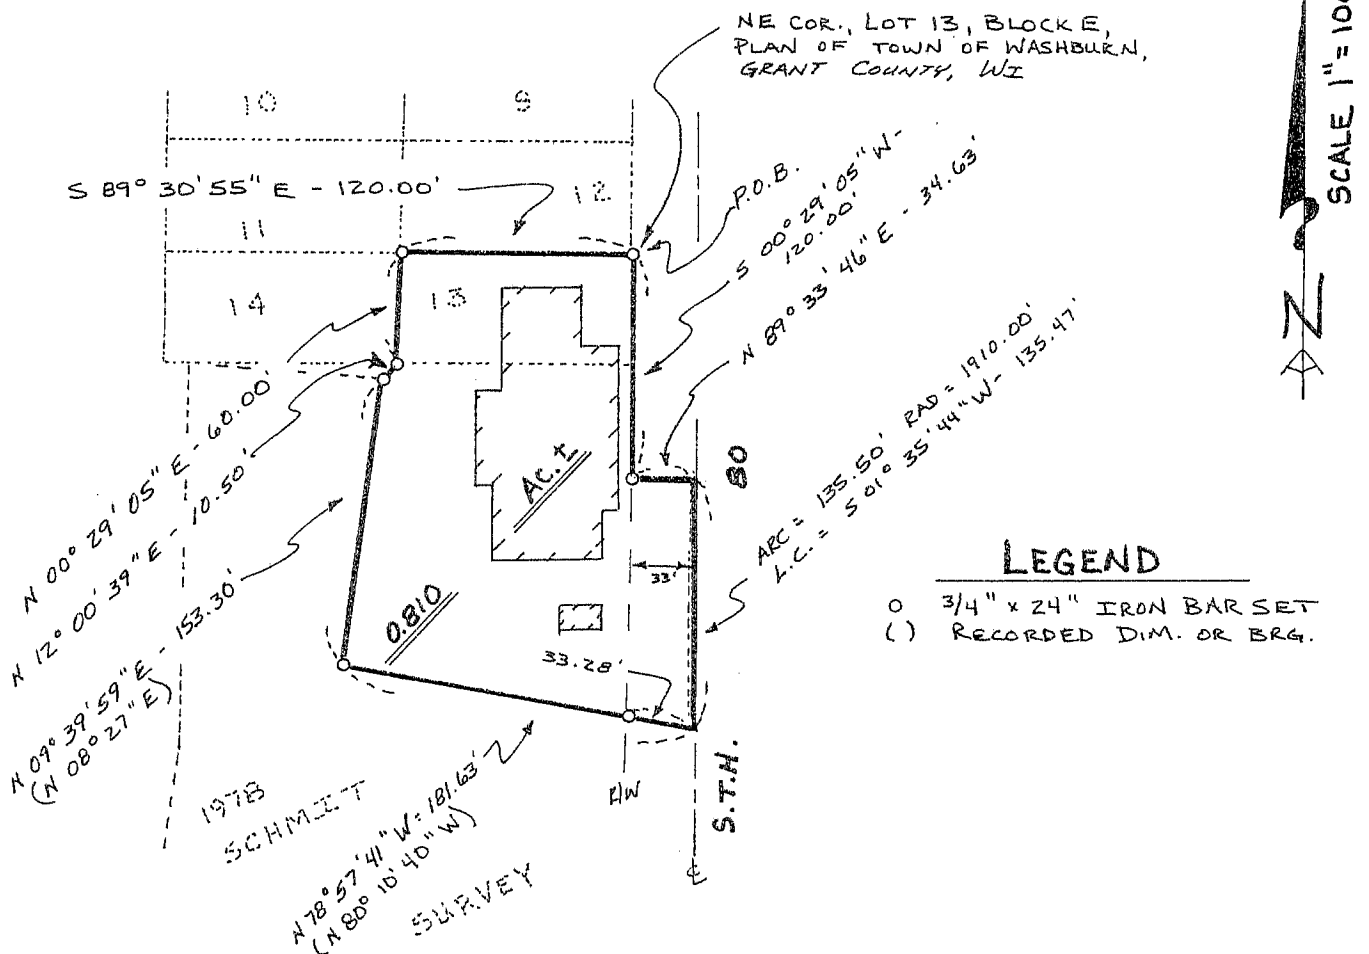 NE COR., LOT 13, BLOCK E,
PLAN OF TOWN OF WASHBURN,
GRANT COUNTY, WI
SCALE 1" = 100
N
10
9
S 89° 30' 55" E - 120.00'
12
P.O.B.
S 00° 29' 05" W -
120.00'
N 89° 33' 46" E - 34.63'
11
14
13
N 00° 29' 05" E - 60.00'
N 12° 00' 39" E - 10.50'
N 09° 39' 59" E - 153.30'
(N 08° 27" E)
AC. ±
0.810
80
33'
33.28'
ARC = 135.50' RAD = 1910.00'
L.C. = S 01° 35' 44" W - 135.47'
LEGEND
O 3/4" x 24" IRON BAR SET
( ) RECORDED DIM. OR BRG.
1978
SCHMIT
SURVEY
N 78° 57' 41" W - 181.63'
(N 80° 10' 40" W)
R/W
S.T.H.
℄